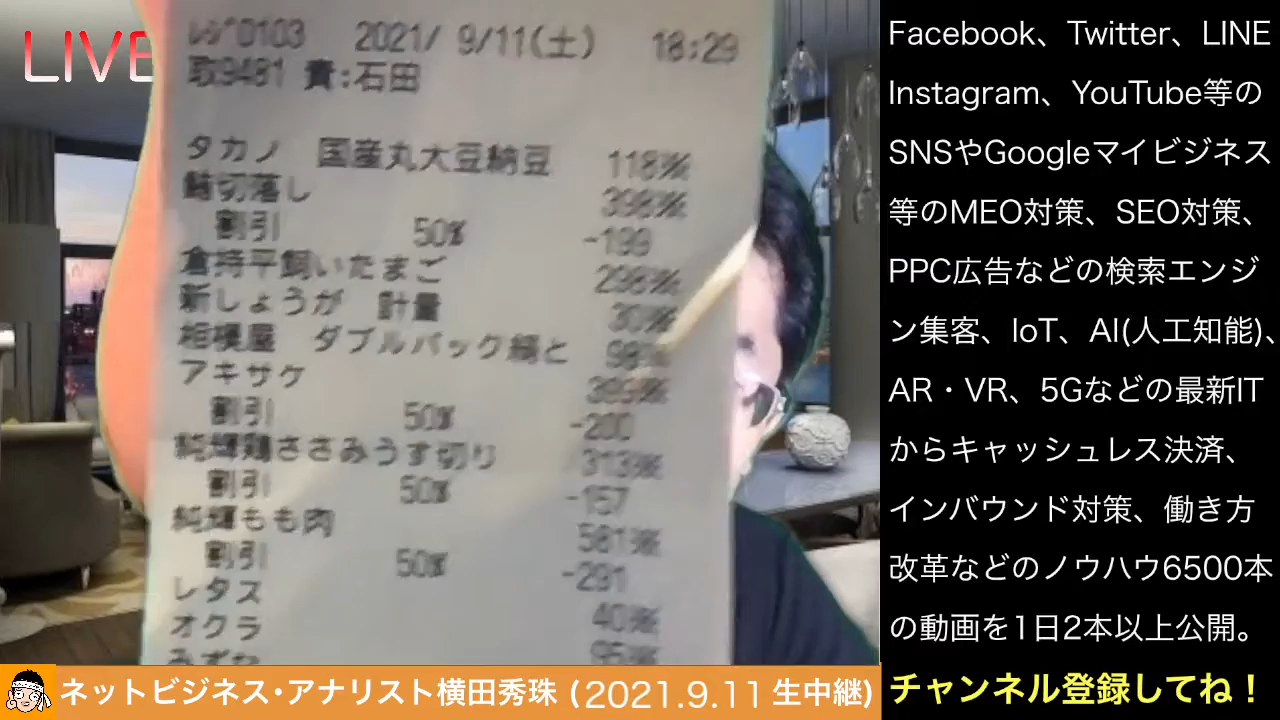 LIVE
ﾚｼﾞ0103 2021/ 9/11(土) 18:29
取9481 責:石田
タカノ 国産丸大豆納豆 118※
鮭切落し 398※
割引 50% -199
倉持平飼いたまご 298※
新しょうが 計量 30※
相模屋 ダブルパック絹と 98※
アキサケ 399※
割引 50% -200
純輝鶏ささみうす切り 313※
割引 50% -157
純輝もも肉 581※
割引 50% -291
レタス 40※
オクラ 95※
Facebook、Twitter、LINE
Instagram、YouTube等の
SNSやGoogleマイビジネス
等のMEO対策、SEO対策、
PPC広告などの検索エンジ
ン集客、IoT、AI(人工知能)、
AR・VR、5Gなどの最新IT
からキャッシュレス決済、
インバウンド対策、働き方
改革などのノウハウ6500本
の動画を1日2本以上公開。
チャンネル登録してね！
ネットビジネス･アナリスト横田秀珠 (2021.9.11 生中継)